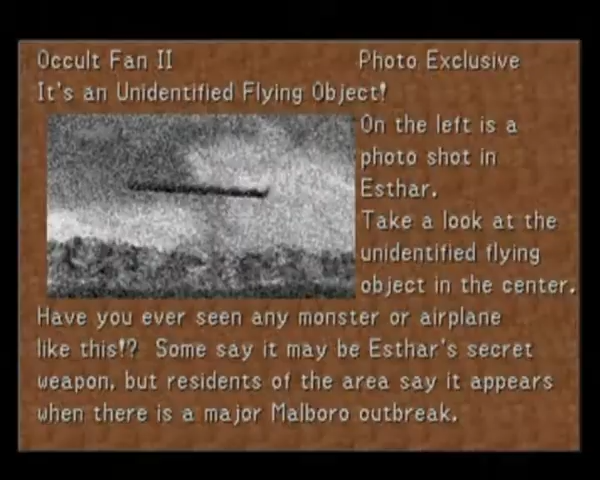 Occult Fan II Photo Exclusive
It's an Unidentified Flying Object!
On the left is a
photo shot in
Esthar.
Take a look at the
unidentified flying
object in the center.
Have you ever seen any monster or airplane
like this!? Some say it may be Esthar's secret
weapon, but residents of the area say it appears
when there is a major Malboro outbreak.